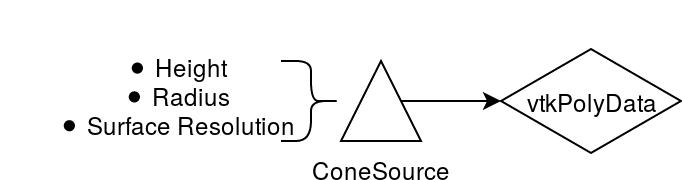 • Height
• Radius
• Surface Resolution
ConeSource
vtkPolyData